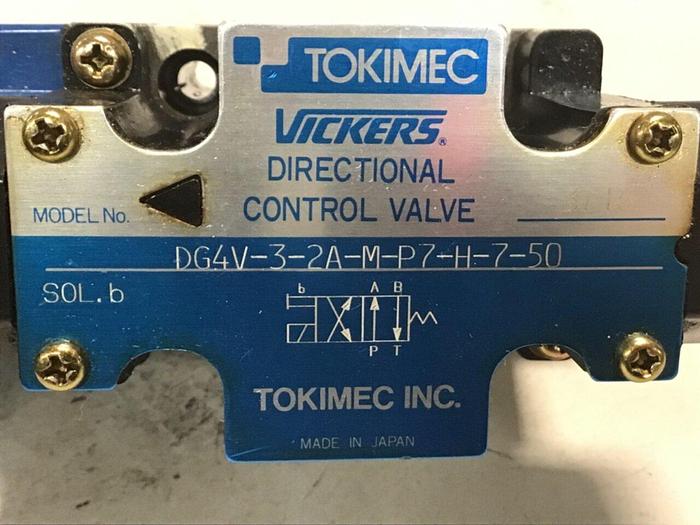 TOKIMEC
VICKERS®
DIRECTIONAL
CONTROL VALVE
MODEL No.
DG4V-3-2A-M-P7-H-7-50
SOL.b
b A B
P T
TOKIMEC INC.
MADE IN JAPAN